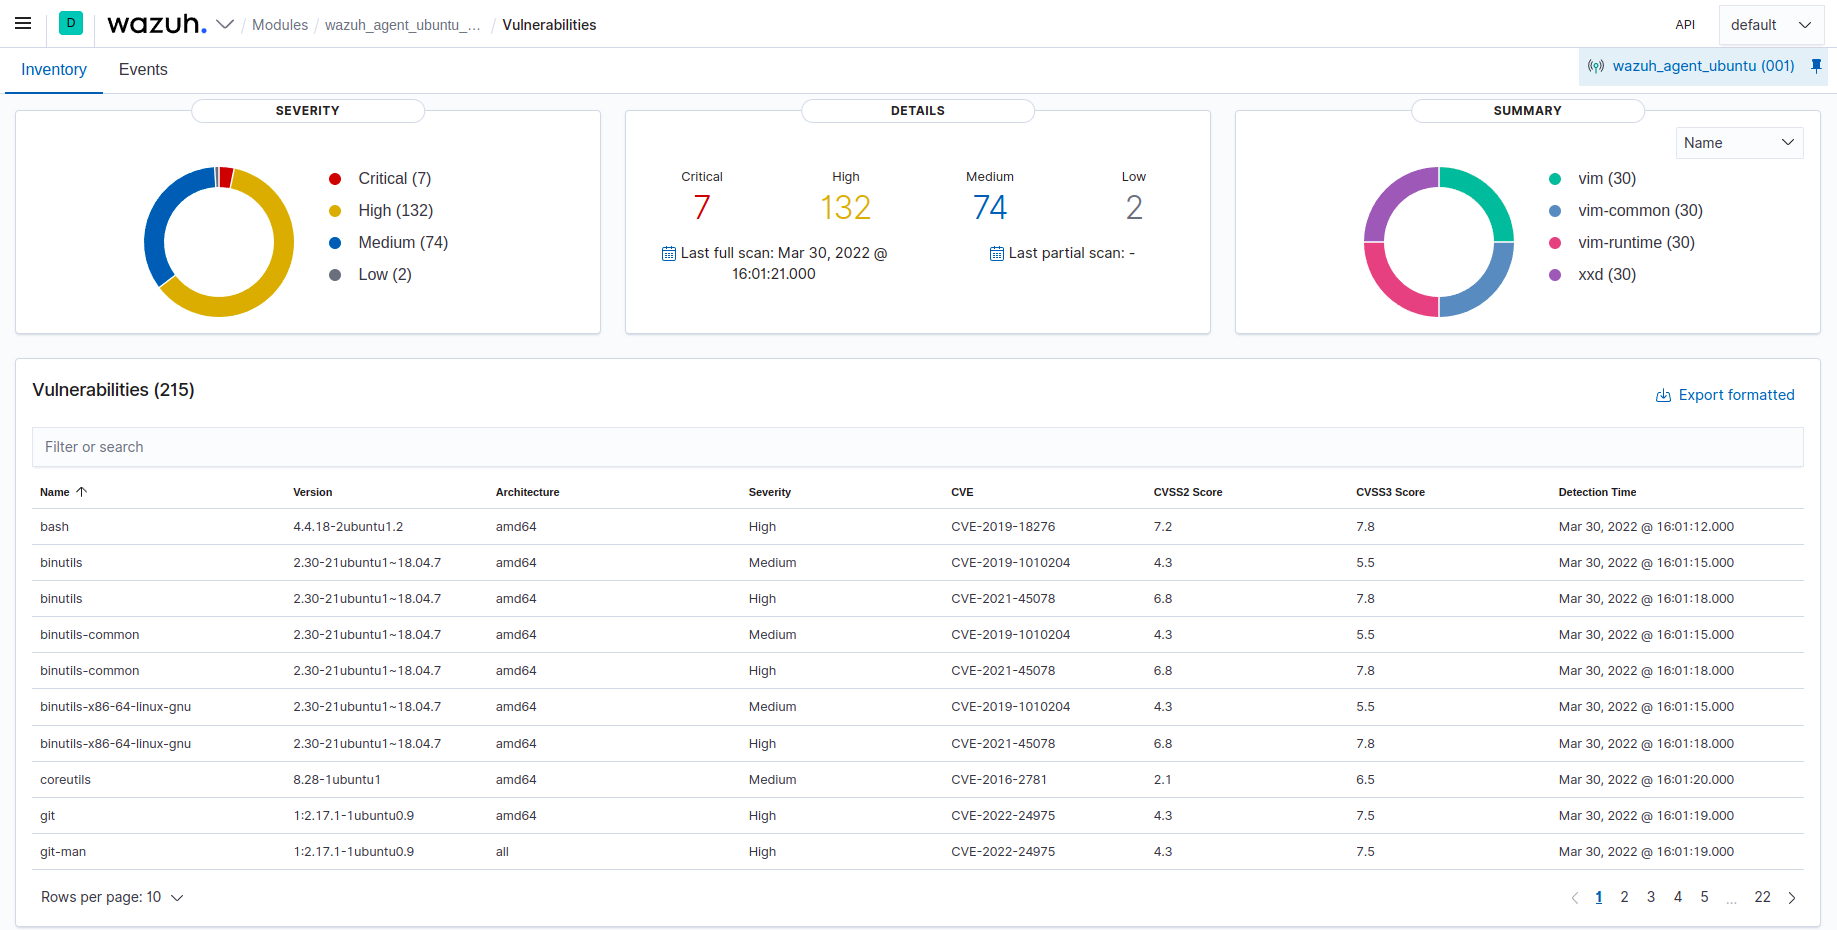 D wazuh. / Modules / wazuh_agent_ubuntu_... / Vulnerabilities API default
Inventory Events wazuh_agent_ubuntu (001)
SEVERITY
Critical (7)
High (132)
Medium (74)
Low (2)
DETAILS
Critical High Medium Low
7 132 74 2
Last full scan: Mar 30, 2022 @
16:01:21.000
Last partial scan: -
SUMMARY
Name
vim (30)
vim-common (30)
vim-runtime (30)
xxd (30)
Vulnerabilities (215)
Export formatted
Filter or search
Name Version Architecture Severity CVE CVSS2 Score CVSS3 Score Detection Time
bash 4.4.18-2ubuntu1.2 amd64 High CVE-2019-18276 7.2 7.8 Mar 30, 2022 @ 16:01:12.000
binutils 2.30-21ubuntu1~18.04.7 amd64 Medium CVE-2019-1010204 4.3 5.5 Mar 30, 2022 @ 16:01:15.000
binutils 2.30-21ubuntu1~18.04.7 amd64 High CVE-2021-45078 6.8 7.8 Mar 30, 2022 @ 16:01:18.000
binutils-common 2.30-21ubuntu1~18.04.7 amd64 Medium CVE-2019-1010204 4.3 5.5 Mar 30, 2022 @ 16:01:15.000
binutils-common 2.30-21ubuntu1~18.04.7 amd64 High CVE-2021-45078 6.8 7.8 Mar 30, 2022 @ 16:01:18.000
binutils-x86-64-linux-gnu 2.30-21ubuntu1~18.04.7 amd64 Medium CVE-2019-1010204 4.3 5.5 Mar 30, 2022 @ 16:01:15.000
binutils-x86-64-linux-gnu 2.30-21ubuntu1~18.04.7 amd64 High CVE-2021-45078 6.8 7.8 Mar 30, 2022 @ 16:01:18.000
coreutils 8.28-1ubuntu1 amd64 Medium CVE-2016-2781 2.1 6.5 Mar 30, 2022 @ 16:01:20.000
git 1:2.17.1-1ubuntu0.9 amd64 High CVE-2022-24975 4.3 7.5 Mar 30, 2022 @ 16:01:19.000
git-man 1:2.17.1-1ubuntu0.9 all High CVE-2022-24975 4.3 7.5 Mar 30, 2022 @ 16:01:19.000
Rows per page: 10 1 2 3 4 5 ... 22